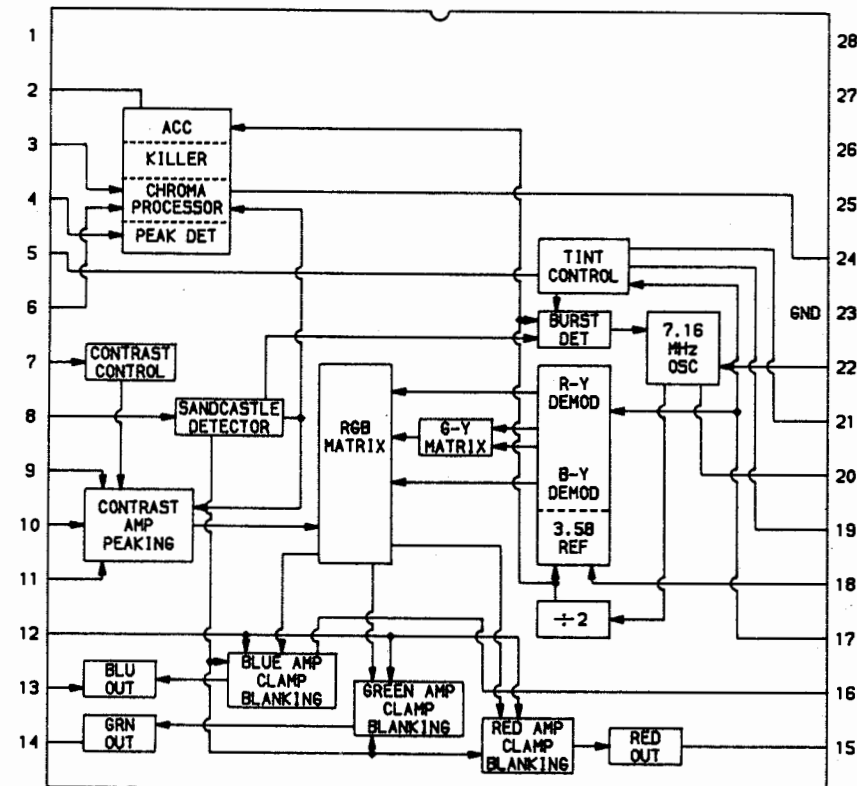 1
28
2
27
ACC
3
26
KILLER
4
CHROMA
PROCESSOR
25
PEAK DET
5
24
TINT
CONTROL
6
GND
23
BURST
DET
7.16
MHz
OSC
7
CONTRAST
CONTROL
22
R-Y
DEMOD
8
SANDCASTLE
DETECTOR
RGB
MATRIX
G-Y
MATRIX
21
9
B-Y
DEMOD
20
10
CONTRAST
AMP
PEAKING
3.58
REF
19
11
18
÷2
12
17
13
BLU
OUT
BLUE AMP
CLAMP
BLANKING
GREEN AMP
CLAMP
BLANKING
16
14
GRN
OUT
RED AMP
CLAMP
BLANKING
RED
OUT
15